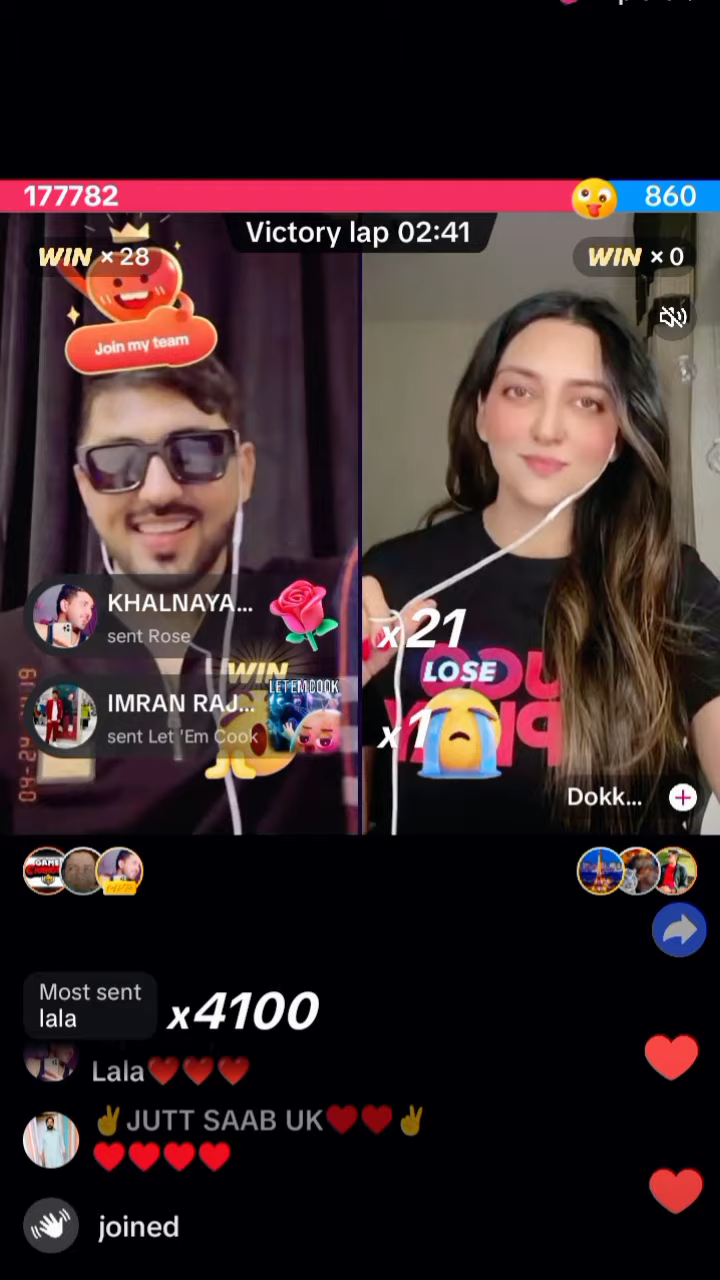 177782
860
Victory lap 02:41
WIN × 28
WIN × 0
Join my team
KHALNAYA...
sent Rose
x21
WIN
LOSE
IMRAN RAJ...
LET EM COOK
sent Let 'Em Cook
x1
Dokk...
GAME
MVP
Most sent
lala
x4100
Lala❤️❤️❤️
✌️JUTT SAAB UK❤️❤️✌️
❤️❤️❤️❤️
joined